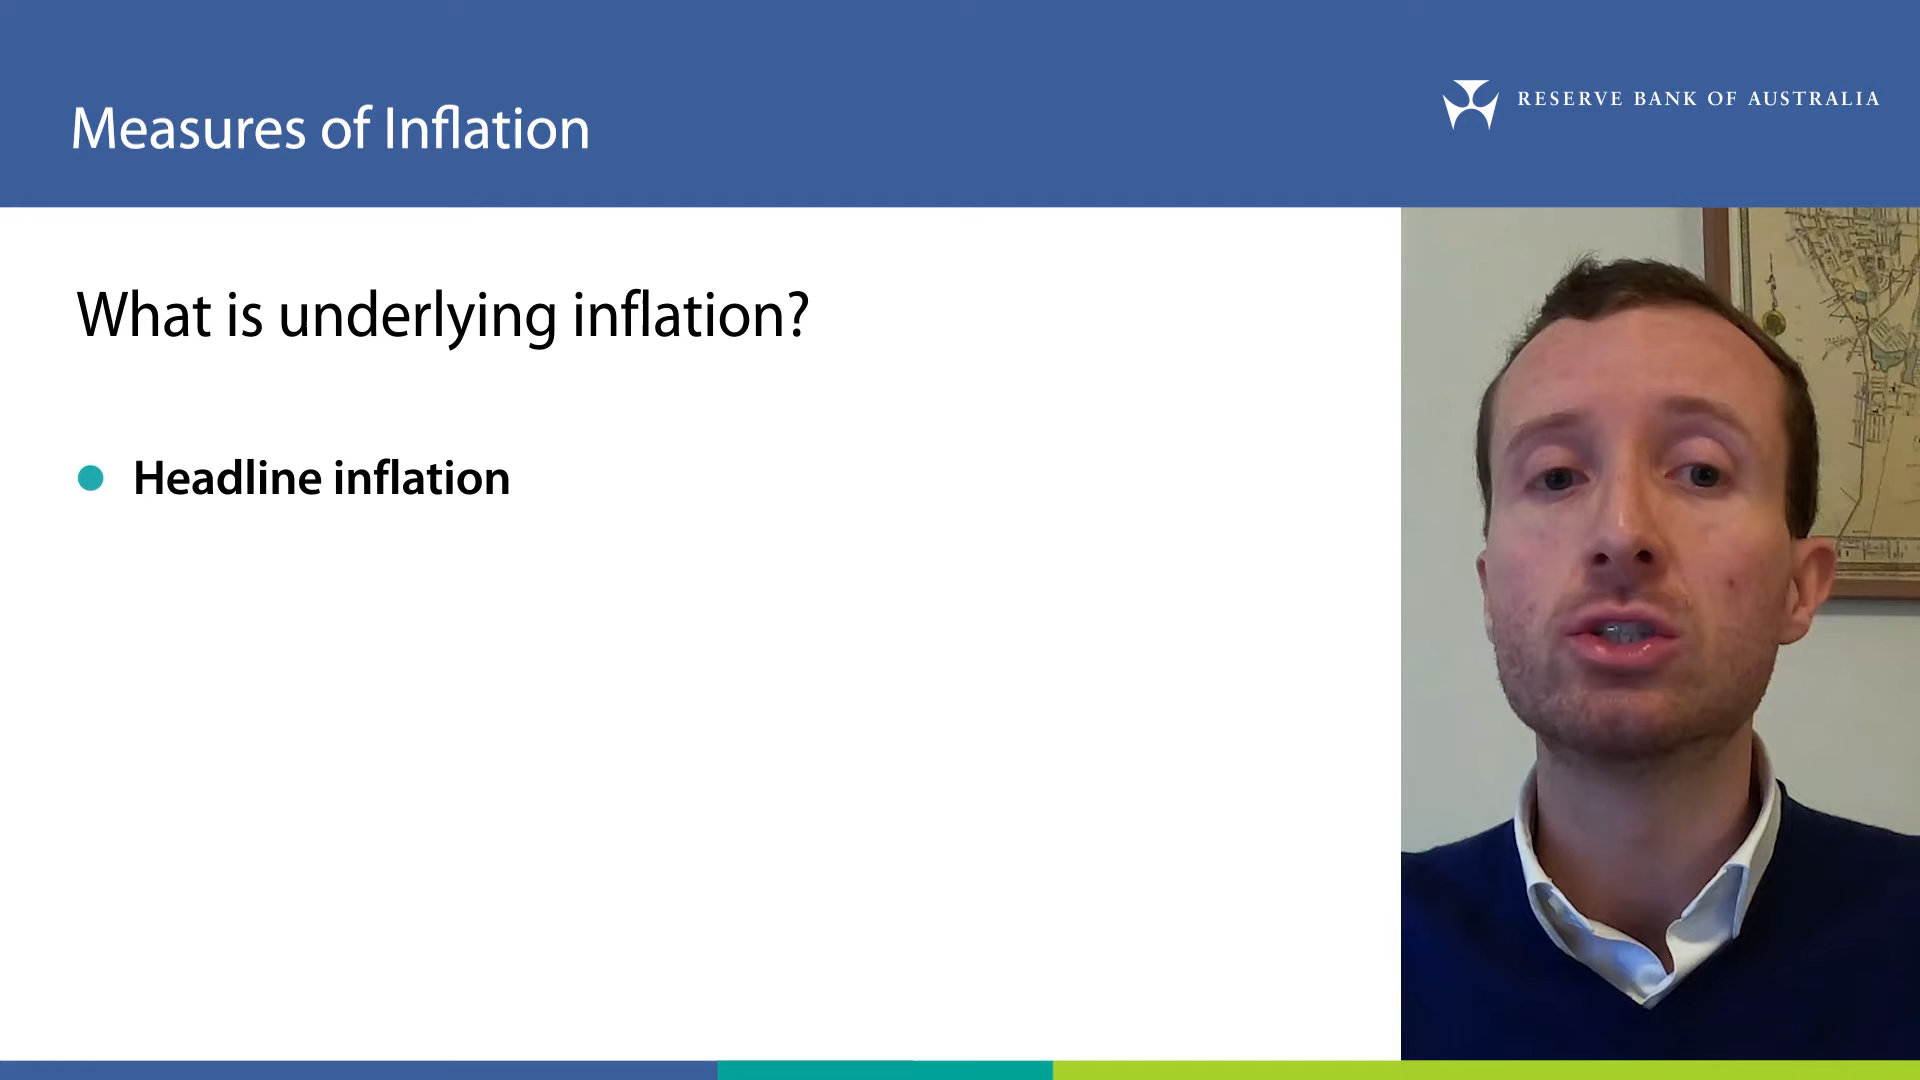 Measures of Inflation
RESERVE BANK OF AUSTRALIA
What is underlying inflation?
Headline inflation